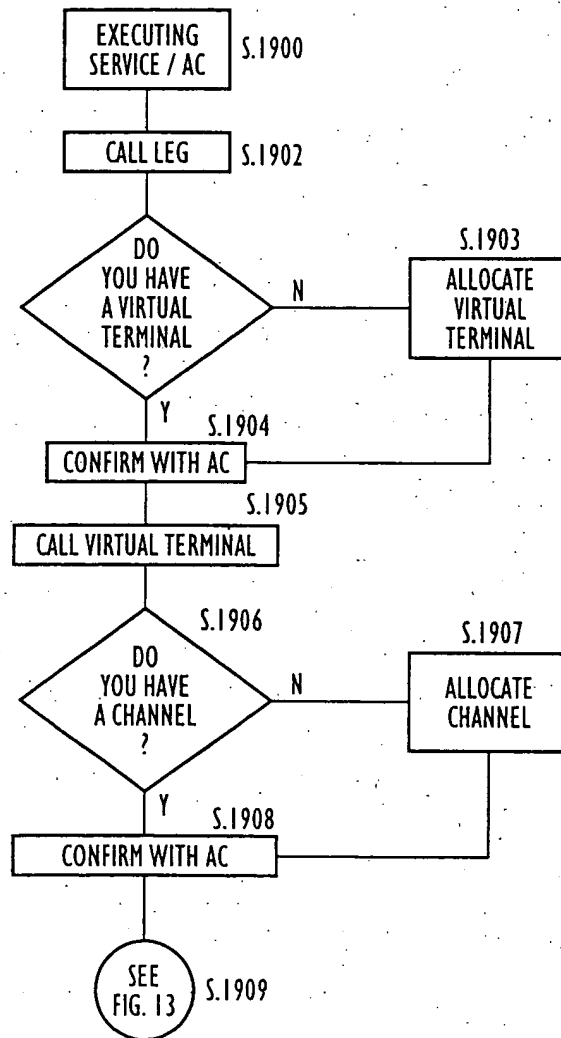 EXECUTING
SERVICE / AC
S.1900
CALL LEG
S.1902
DO
YOU HAVE
A VIRTUAL
TERMINAL
?
N
S.1903
ALLOCATE
VIRTUAL
TERMINAL
Y
S.1904
CONFIRM WITH AC
S.1905
CALL VIRTUAL TERMINAL
S.1906
DO
YOU HAVE
A CHANNEL
?
N
S.1907
ALLOCATE
CHANNEL
Y
S.1908
CONFIRM WITH AC
SEE
FIG. 13
S.1909